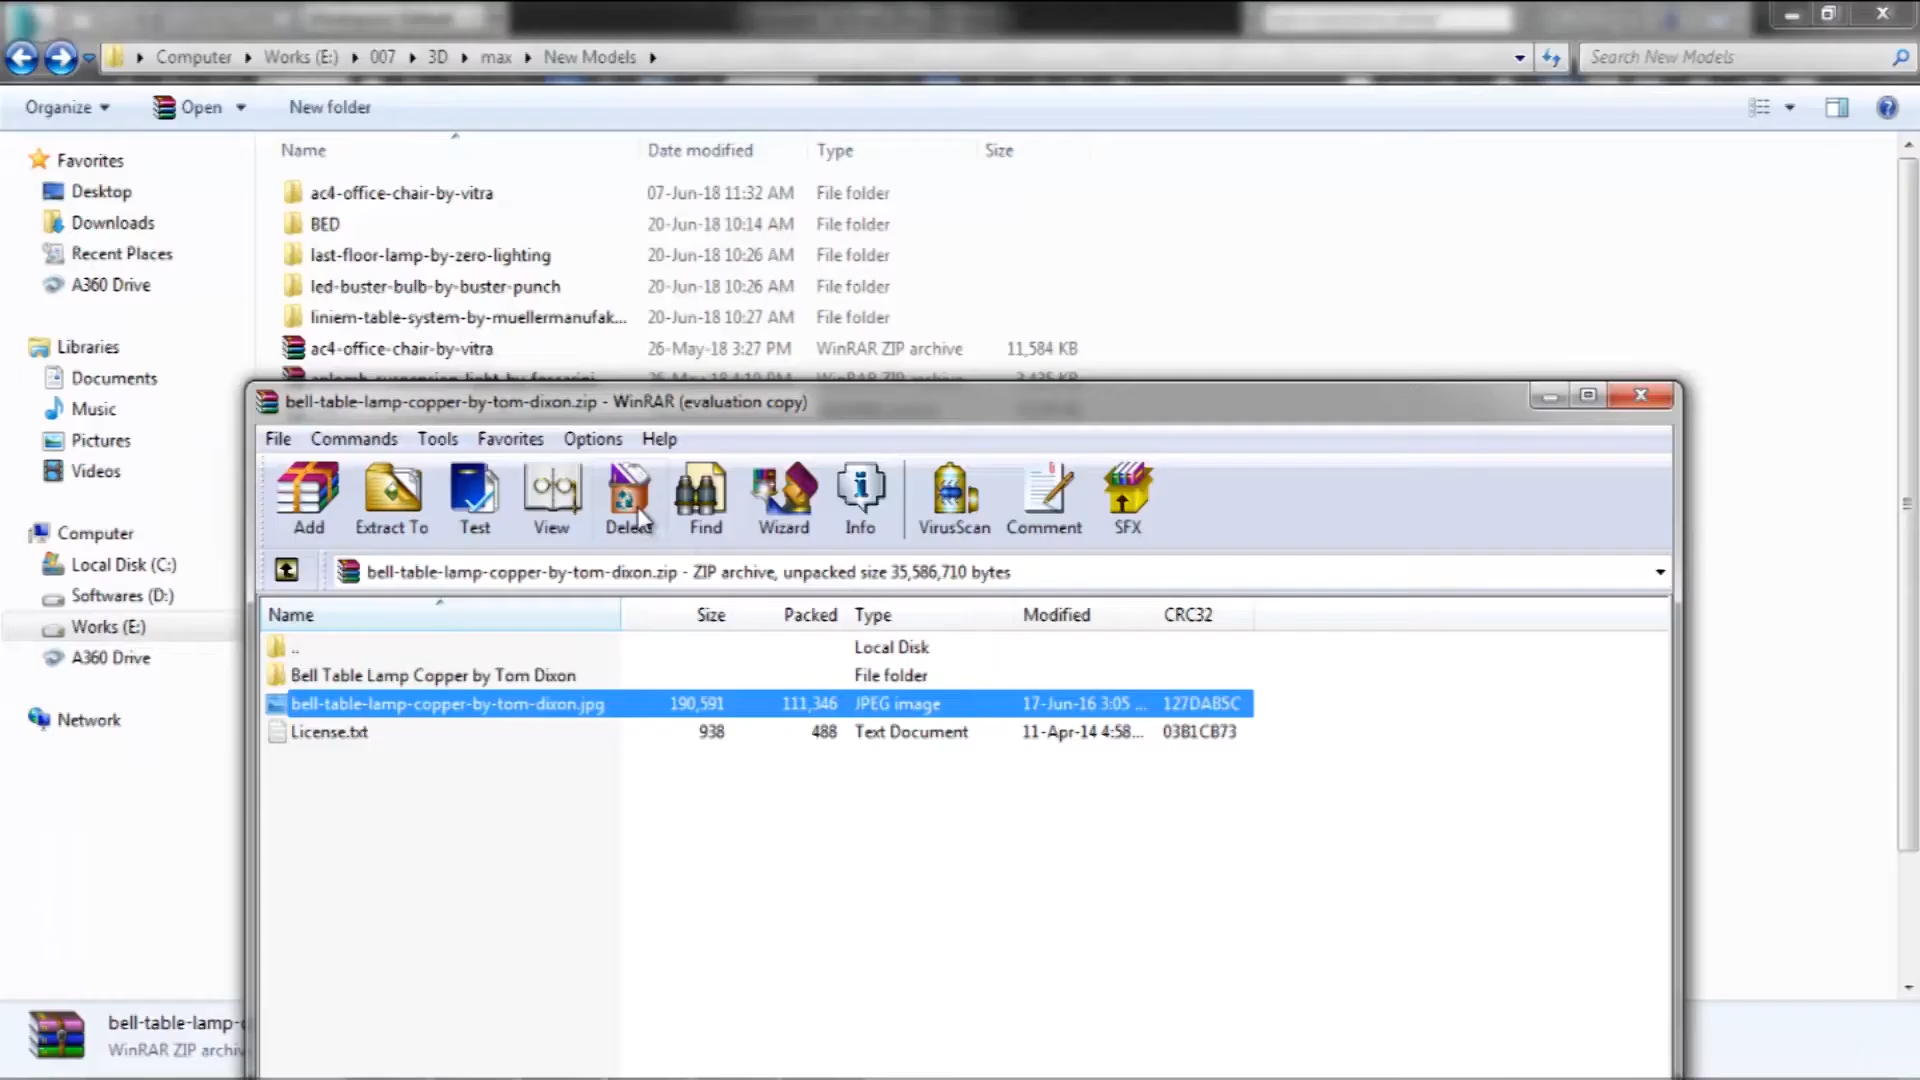 Computer Works (E:) 007 3D max New Models
Search New Models
Organize Open New folder
Name Date modified Type Size
Favorites
Desktop
Downloads
Recent Places
A360 Drive
Libraries
Documents
Music
Pictures
Videos
Computer
Local Disk (C:)
Softwares (D:)
Works (E:)
A360 Drive
Network
ac4-office-chair-by-vitra 07-Jun-18 11:32 AM File folder
BED 20-Jun-18 10:14 AM File folder
last-floor-lamp-by-zero-lighting 20-Jun-18 10:26 AM File folder
led-buster-bulb-by-buster-punch 20-Jun-18 10:26 AM File folder
liniem-table-system-by-muellermanufak... 20-Jun-18 10:27 AM File folder
ac4-office-chair-by-vitra 26-May-18 3:27 PM WinRAR ZIP archive 11,584 KB
bell-table-lamp-copper-by-tom-dixon.zip - WinRAR (evaluation copy)
File Commands Tools Favorites Options Help
Add Extract To Test View Delete Find Wizard Info VirusScan Comment SFX
bell-table-lamp-copper-by-tom-dixon.zip - ZIP archive, unpacked size 35,586,710 bytes
Name Size Packed Type Modified CRC32
.. Local Disk
Bell Table Lamp Copper by Tom Dixon File folder
bell-table-lamp-copper-by-tom-dixon.jpg 190,591 111,346 JPEG image 17-Jun-16 3:05 ... 127DAB5C
License.txt 938 488 Text Document 11-Apr-14 4:58... 03B1CB73
bell-table-lamp-
WinRAR ZIP archiv